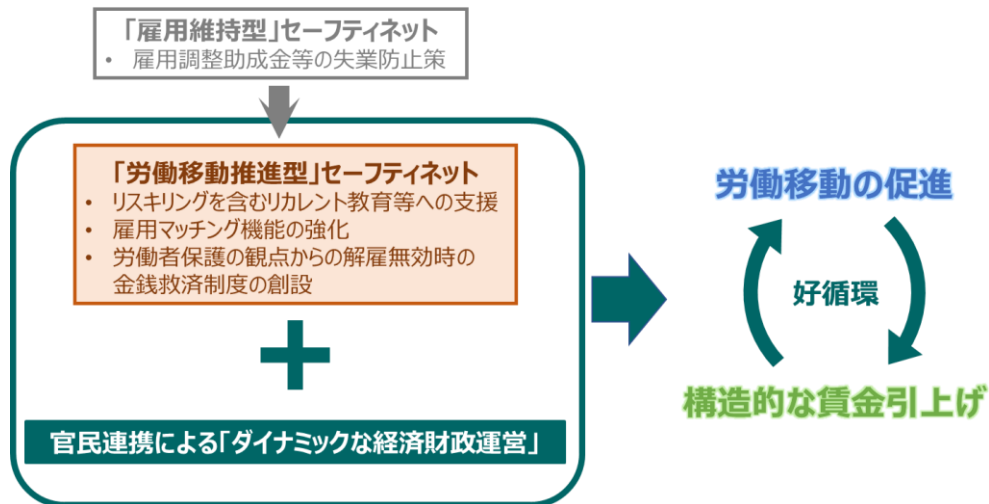 「雇用維持型」セーフティネット
• 雇用調整助成金等の失業防止策
「労働移動推進型」セーフティネット
• リスキリングを含むリカレント教育等への支援
• 雇用マッチング機能の強化
• 労働者保護の観点からの解雇無効時の
金銭救済制度の創設
+
官民連携による「ダイナミックな経済財政運営」
労働移動の促進
好循環
構造的な賃金引上げ